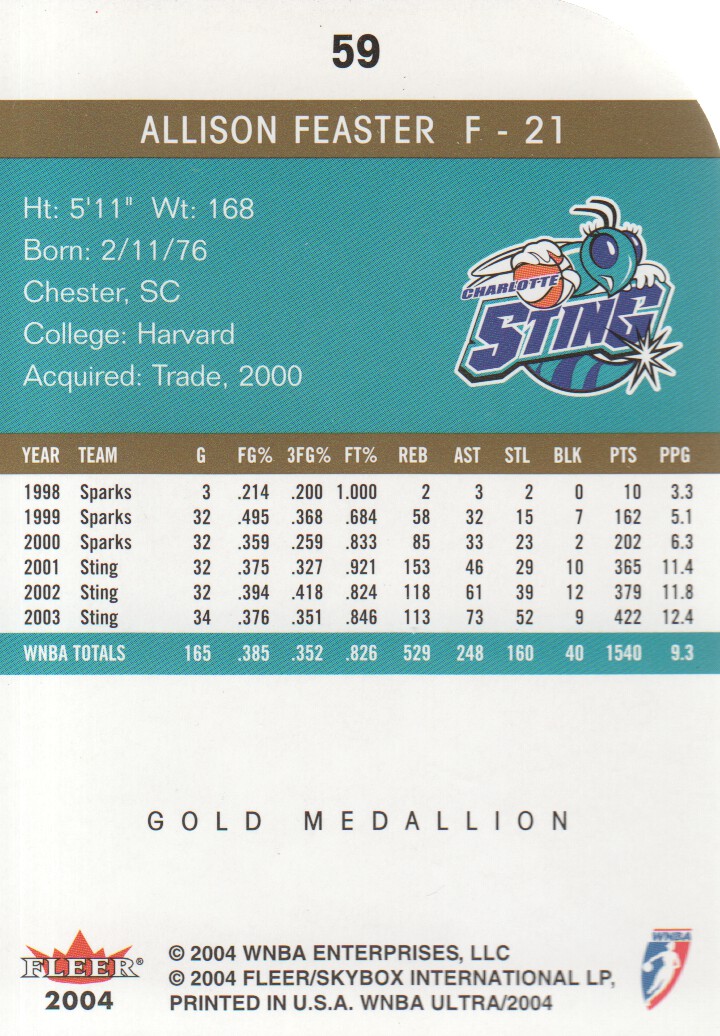 59
ALLISON FEASTER F - 21
Ht: 5'11" Wt: 168
Born: 2/11/76
Chester, SC
College: Harvard
Acquired: Trade, 2000
CHARLOTTE
STING
YEAR TEAM G FG% 3FG% FT% REB AST STL BLK PTS PPG
1998 Sparks 3 .214 .200 1.000 2 3 2 0 10 3.3
1999 Sparks 32 .495 .368 .684 58 32 15 7 162 5.1
2000 Sparks 32 .359 .259 .833 85 33 23 2 202 6.3
2001 Sting 32 .375 .327 .921 153 46 29 10 365 11.4
2002 Sting 32 .394 .418 .824 118 61 39 12 379 11.8
2003 Sting 34 .376 .351 .846 113 73 52 9 422 12.4
WNBA TOTALS 165 .385 .352 .826 529 248 160 40 1540 9.3
GOLD MEDALLION
FLEER®
2004
© 2004 WNBA ENTERPRISES, LLC
© 2004 FLEER/SKYBOX INTERNATIONAL LP,
PRINTED IN U.S.A. WNBA ULTRA/2004
WNBA